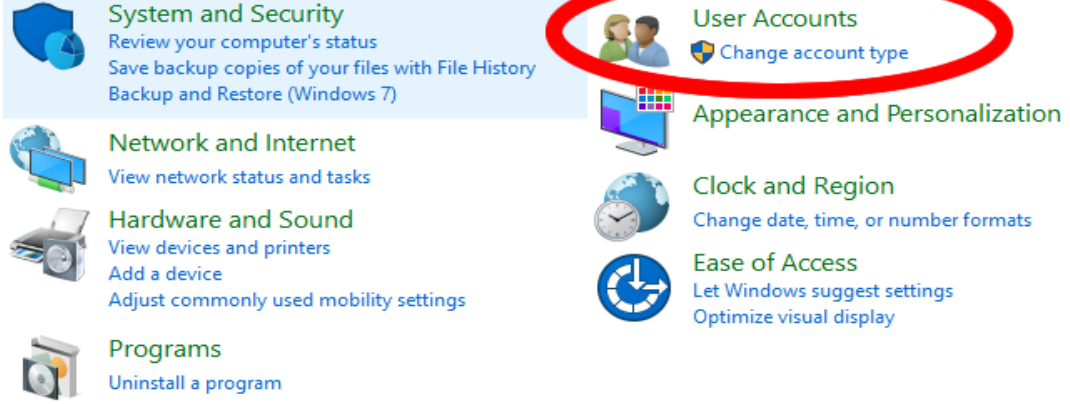 System and Security
Review your computer's status
Save backup copies of your files with File History
Backup and Restore (Windows 7)
Network and Internet
View network status and tasks
Hardware and Sound
View devices and printers
Add a device
Adjust commonly used mobility settings
Programs
Uninstall a program
User Accounts
Change account type
Appearance and Personalization
Clock and Region
Change date, time, or number formats
Ease of Access
Let Windows suggest settings
Optimize visual display